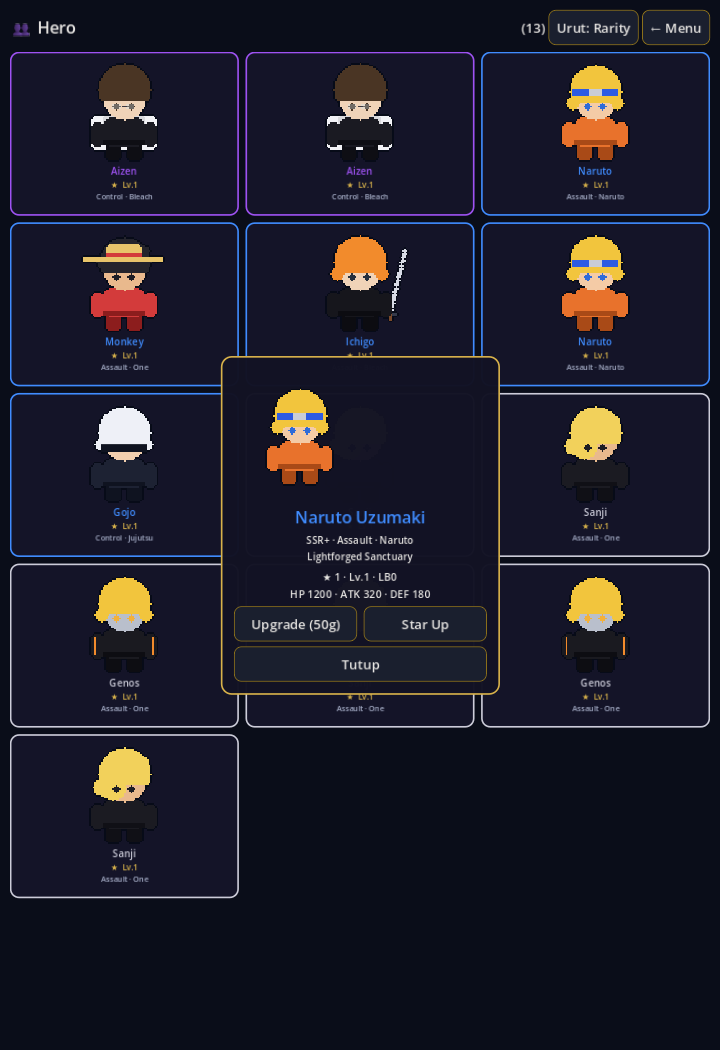 Hero
(13) Urut: Rarity ← Menu
Aizen
★ Lv.1
Control · Bleach
Aizen
★ Lv.1
Control · Bleach
Naruto
★ Lv.1
Assault · Naruto
Monkey
★ Lv.1
Assault · One
Ichigo
★ Lv.1
Naruto
★ Lv.1
Assault · Naruto
Gojo
★ Lv.1
Control · Jujutsu
Sanji
★ Lv.1
Assault · One
Naruto Uzumaki
SSR+ · Assault · Naruto
Lightforged Sanctuary
★ 1 · Lv.1 · LB0
HP 1200 · ATK 320 · DEF 180
Upgrade (50g) Star Up
Tutup
Genos
★ Lv.1
Assault · One
★ Lv.1
Assault · One
Genos
★ Lv.1
Assault · One
Sanji
★ Lv.1
Assault · One